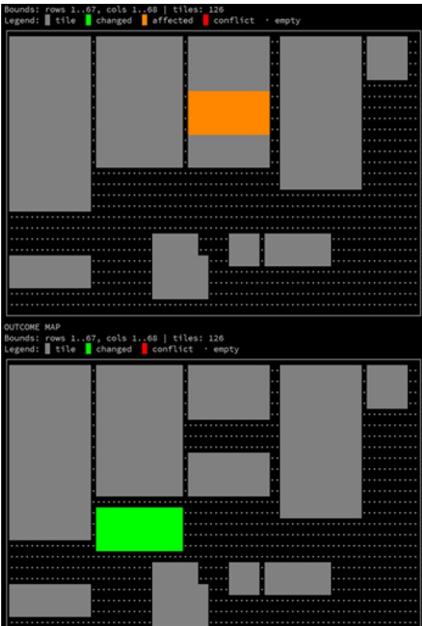 Bounds: rows 1..67, cols 1..68 | tiles: 126
Legend: tile changed affected conflict · empty
OUTCOME MAP
Bounds: rows 1..67, cols 1..68 | tiles: 126
Legend: tile changed conflict · empty